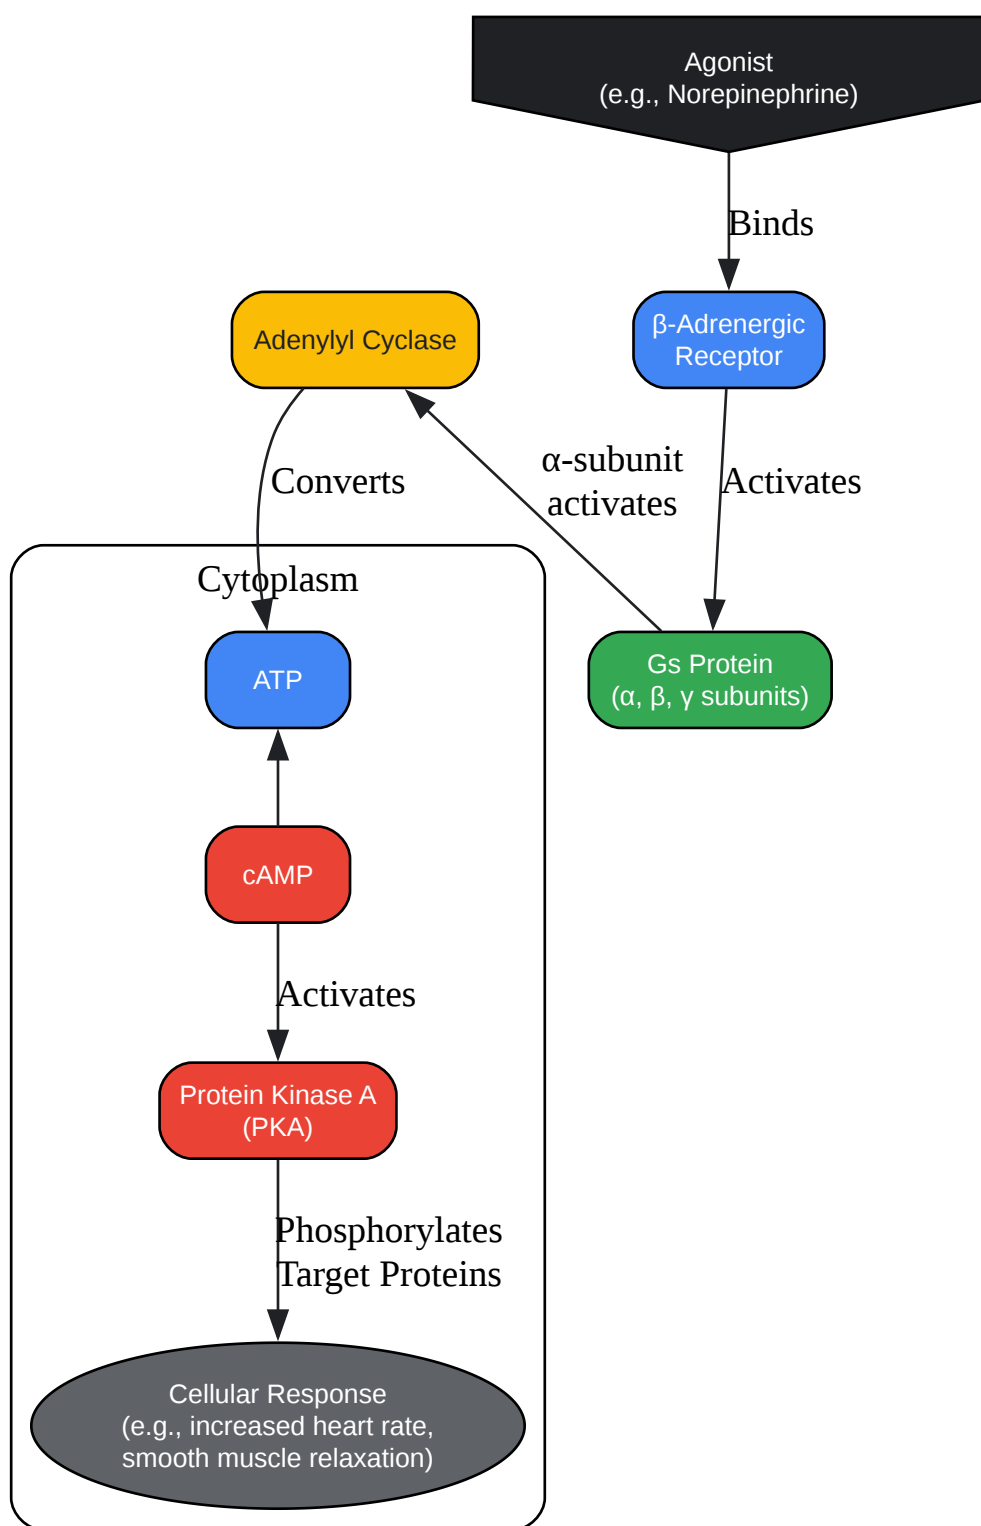 Agonist
(e.g., Norepinephrine)
Binds
Adenylyl Cyclase
β-Adrenergic
Receptor
Converts
α-subunit
activates
Activates
Cytoplasm
ATP
Gs Protein
(α, β, γ subunits)
cAMP
Activates
Protein Kinase A
(PKA)
Phosphorylates
Target Proteins
Cellular Response
(e.g., increased heart rate,
smooth muscle relaxation)